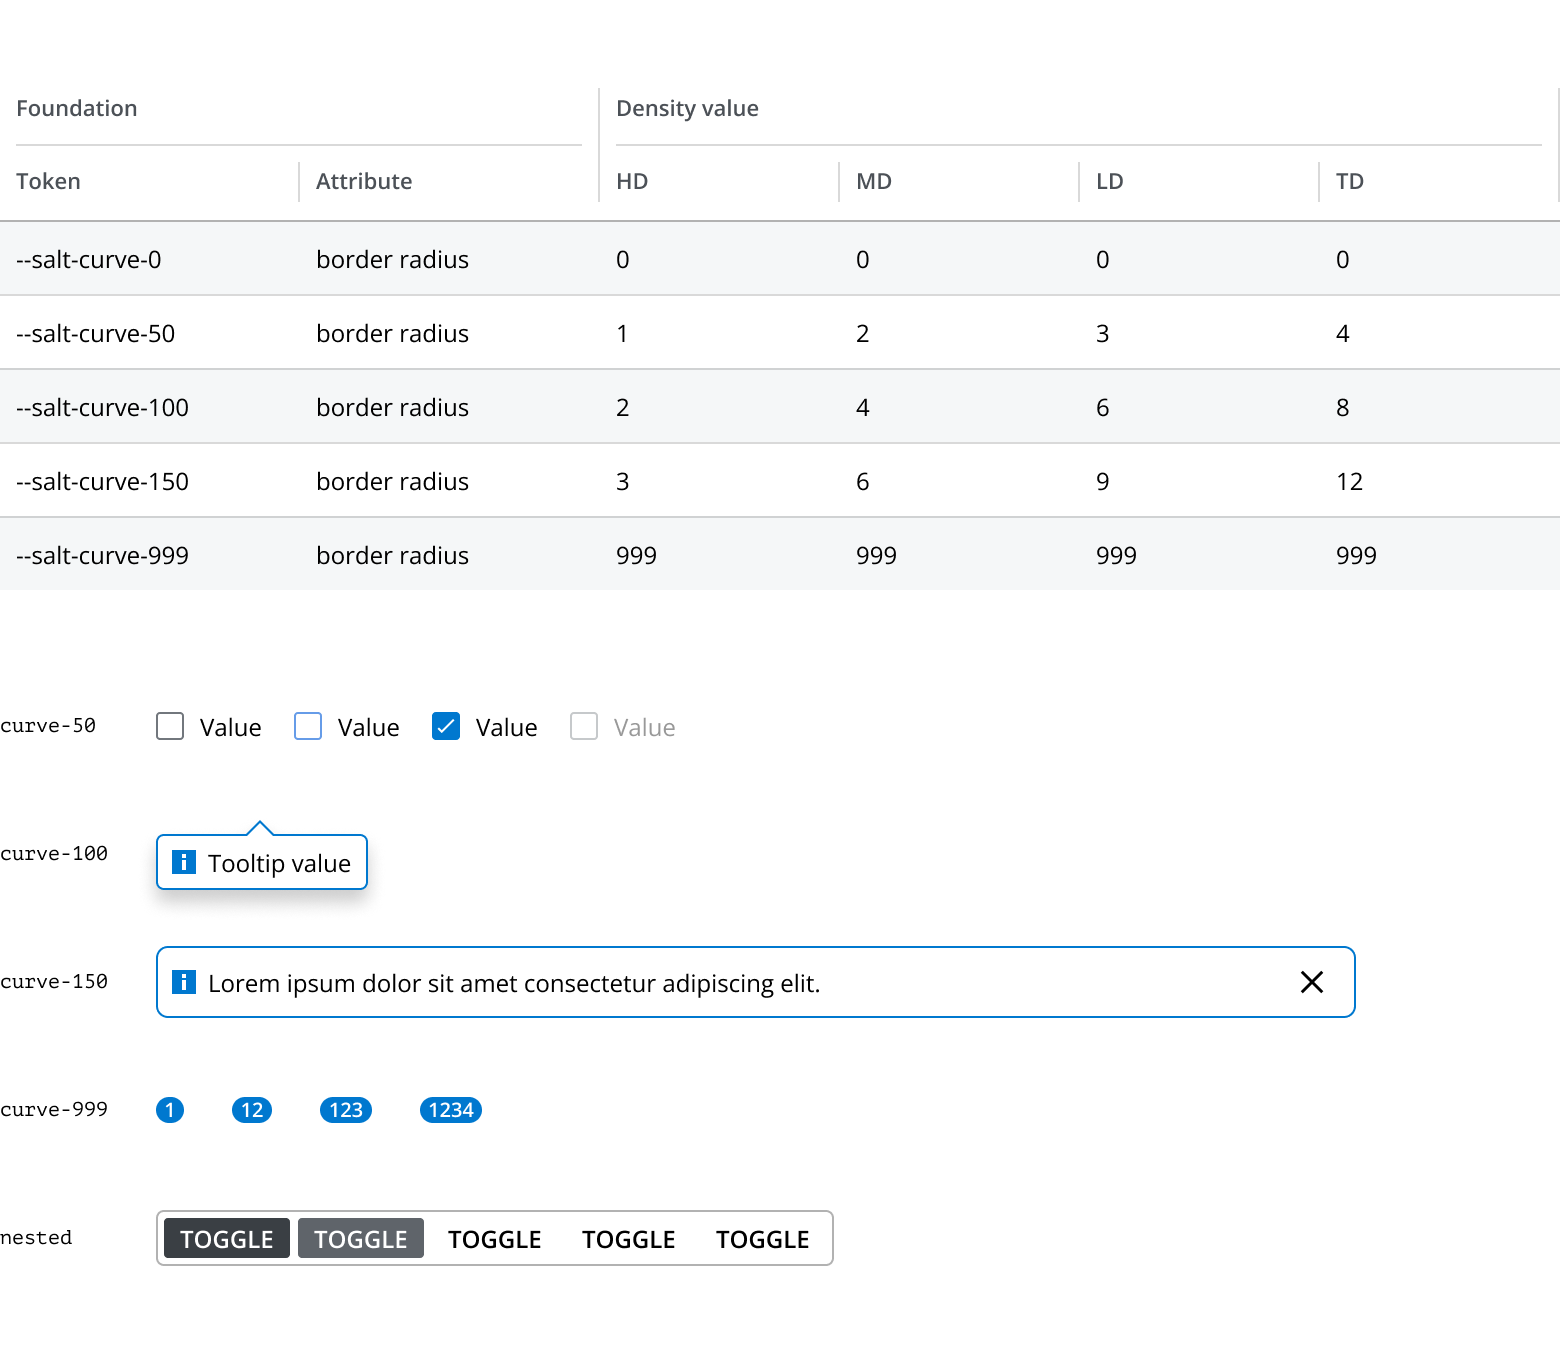 Foundation Density value
Token Attribute HD MD LD TD
--salt-curve-0 border radius 0 0 0 0
--salt-curve-50 border radius 1 2 3 4
--salt-curve-100 border radius 2 4 6 8
--salt-curve-150 border radius 3 6 9 12
--salt-curve-999 border radius 999 999 999 999
curve-50 Value Value Value Value
curve-100 Tooltip value
curve-150 Lorem ipsum dolor sit amet consectetur adipiscing elit.
curve-999 1 12 123 1234
nested TOGGLE TOGGLE TOGGLE TOGGLE TOGGLE